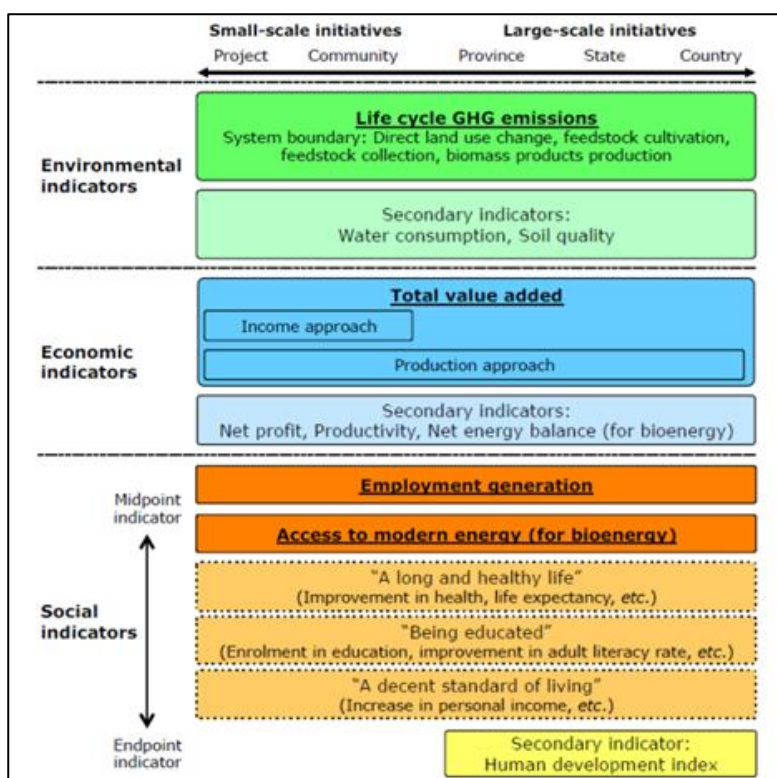 Small-scale initiatives Large-scale initiatives
Project Community Province State Country
Life cycle GHG emissions
System boundary: Direct land use change, feedstock cultivation,
feedstock collection, biomass products production
Environmental
indicators
Secondary indicators:
Water consumption, Soil quality
Total value added
Income approach
Production approach
Economic
indicators
Secondary indicators:
Net profit, Productivity, Net energy balance (for bioenergy)
Employment generation
Midpoint
indicator
Access to modern energy (for bioenergy)
"A long and healthy life"
(Improvement in health, life expectancy, etc.)
Social
indicators
"Being educated"
(Enrolment in education, improvement in adult literacy rate, etc.)
"A decent standard of living"
(Increase in personal income, etc.)
Endpoint
indicator
Secondary indicator:
Human development index